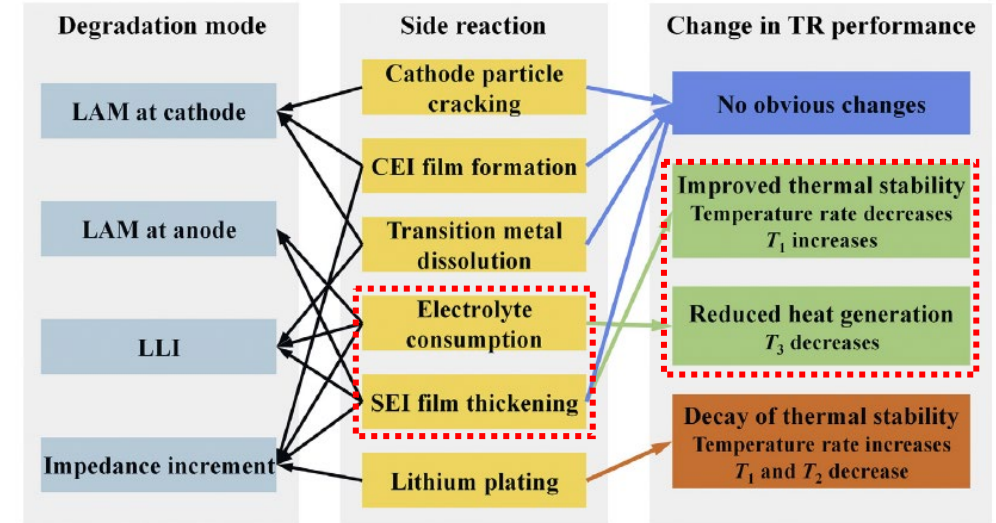 Degradation mode
LAM at cathode
LAM at anode
LLI
Impedance increment
Side reaction
Cathode particle
cracking
CEI film formation
Transition metal
dissolution
Electrolyte
consumption
SEI film thickening
Lithium plating
Change in TR performance
No obvious changes
Improved thermal stability
Temperature rate decreases
T₁ increases
Reduced heat generation
T₃ decreases
Decay of thermal stability
Temperature rate increases
T₁ and T₂ decrease